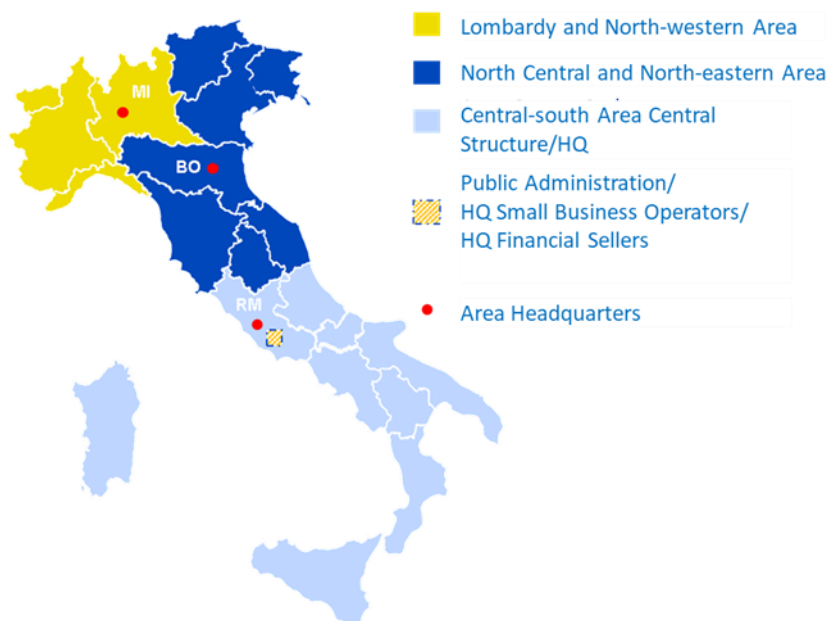 Lombardy and North-western Area
MI
North Central and North-eastern Area
Central-south Area Central
Structure/HQ
BO
Public Administration/
HQ Small Business Operators/
HQ Financial Sellers
RM
Area Headquarters